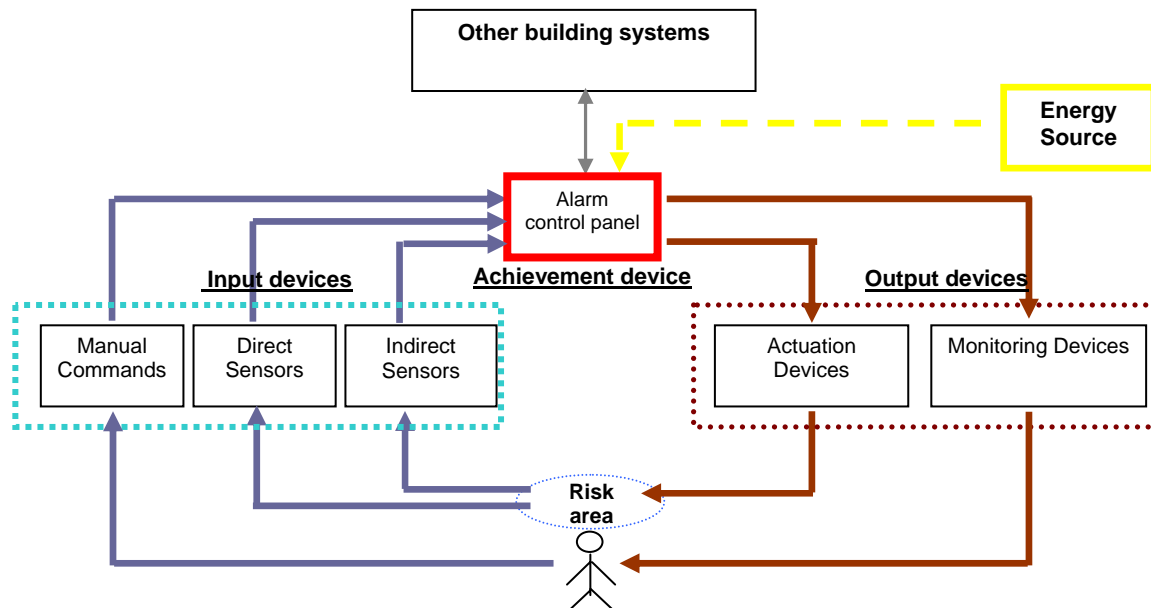 Other building systems
Energy
Source
Alarm
control panel
Input devices
Achievement device
Output devices
Manual
Commands
Direct
Sensors
Indirect
Sensors
Actuation
Devices
Monitoring Devices
Risk
area